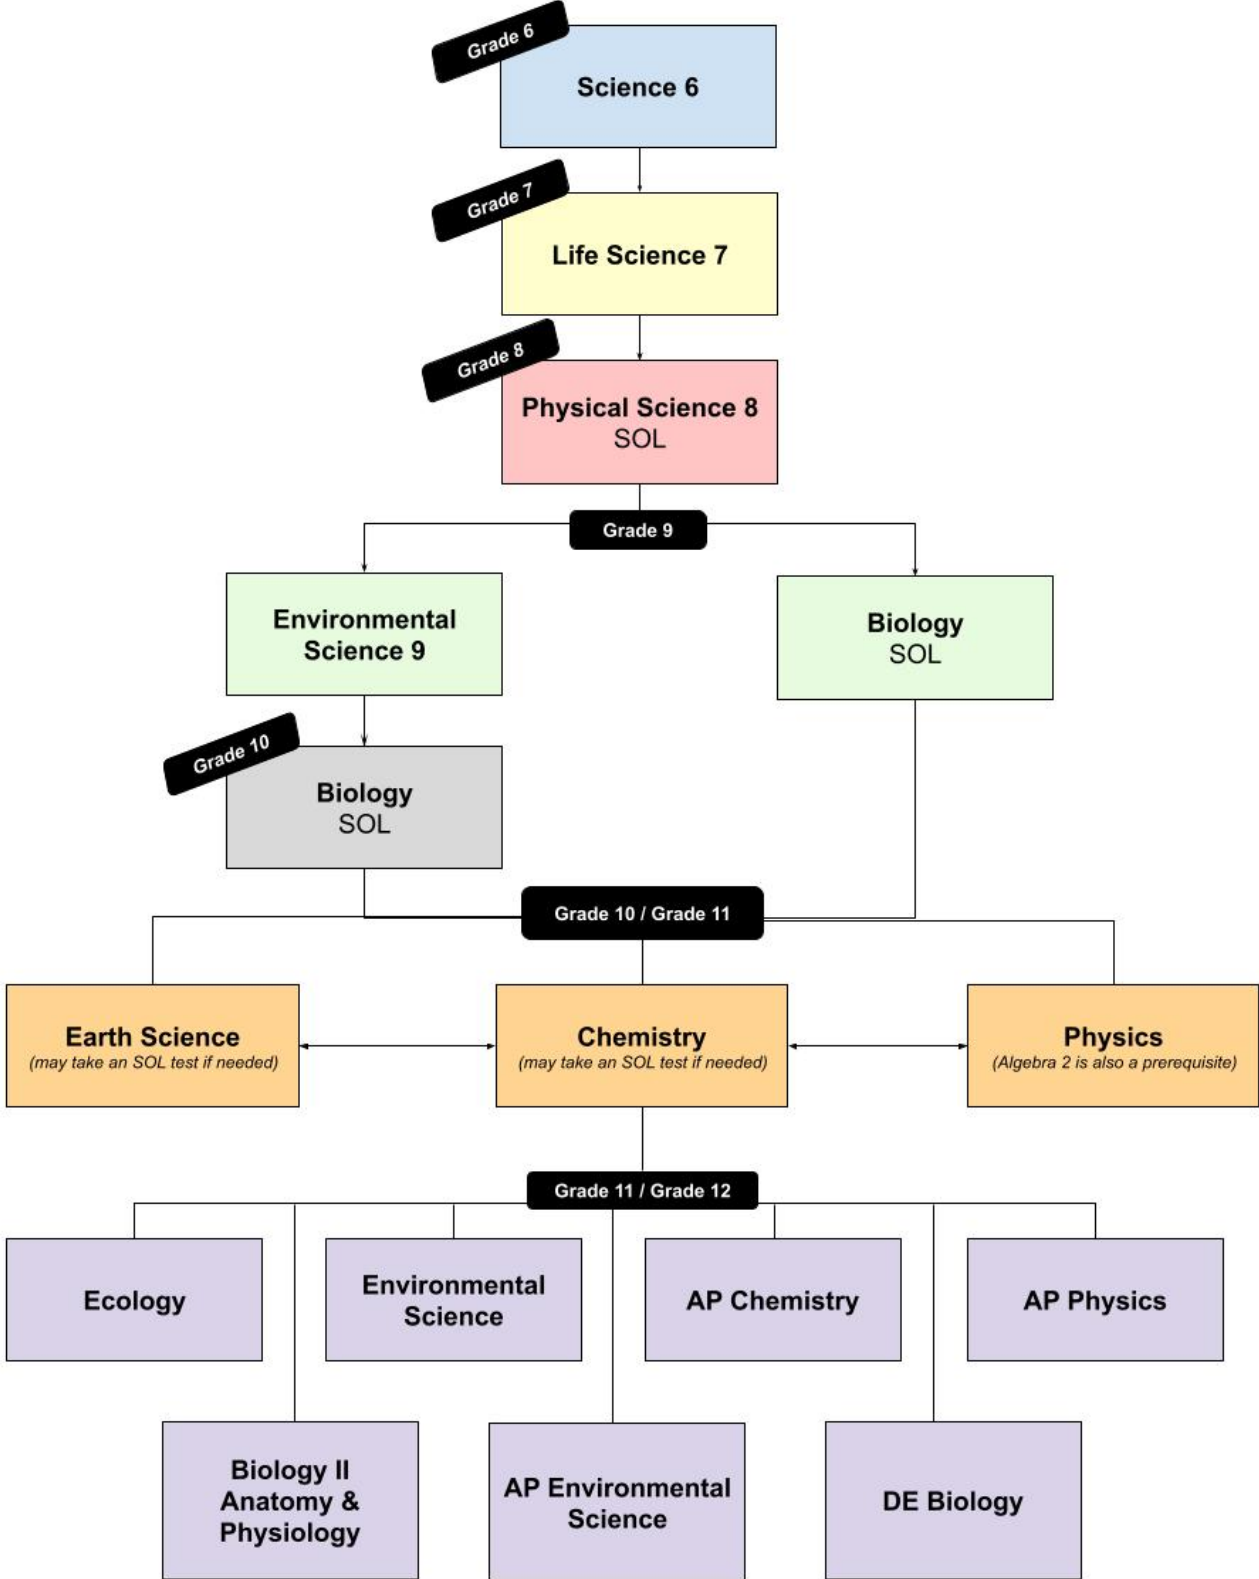 Grade 6
Science 6
Grade 7
Life Science 7
Grade 8
Physical Science 8
SOL
Grade 9
Environmental
Science 9
Biology
SOL
Grade 10
Biology
SOL
Grade 10 / Grade 11
Earth Science
(may take an SOL test if needed)
Chemistry
(may take an SOL test if needed)
Physics
(Algebra 2 is also a prerequisite)
Grade 11 / Grade 12
Ecology
Environmental
Science
AP Chemistry
AP Physics
Biology II
Anatomy &
Physiology
AP Environmental
Science
DE Biology